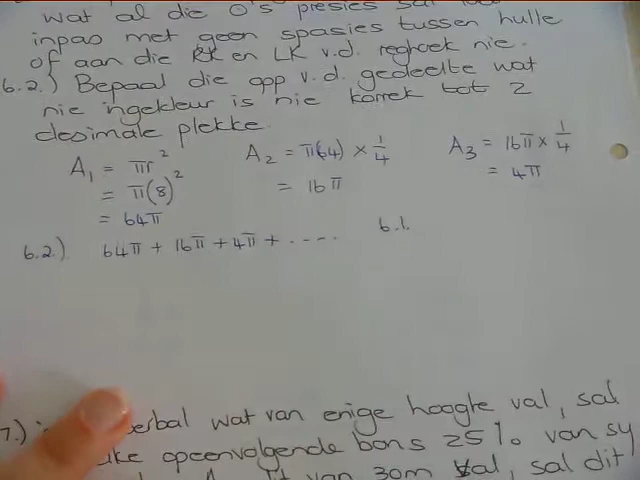 wat al die O's presies sal
inpas met geen spasies tussen hulle
of aan die RK en LK v.d. reghoek nie.
6.2.) Bepaal die opp v.d. gedeelte wat
nie ingekleur is nie korrek tot 2
desimale plekke.
A₁ = πr² A₂ = π(64) × 1/4 A₃ = 16π × 1/4
= π(8)² = 16π = 4π
= 64π
6.2.) 64π + 16π + 4π + ..... 6.1.
7.) erbal wat van enige hoogte val, sal
opeenvolgende bons 25% van sy
van 30m val, sal dit